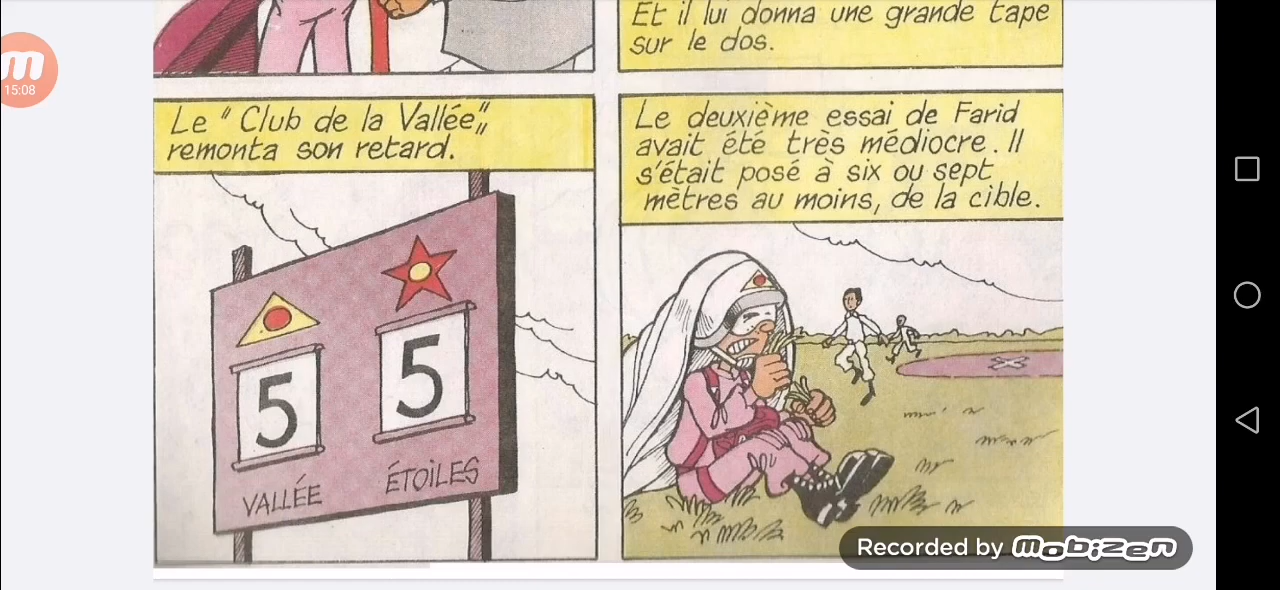 Et il lui donna une grande tape
sur le dos.
Le "Club de la Vallée",,
remonta son retard.
Le deuxième essai de Farid
avait été très médiocre. Il
s'était posé à six ou sept
mètres au moins, de la cible.
5
5
VALLÉE
ÉTOILES
15:08
Recorded by mobizen